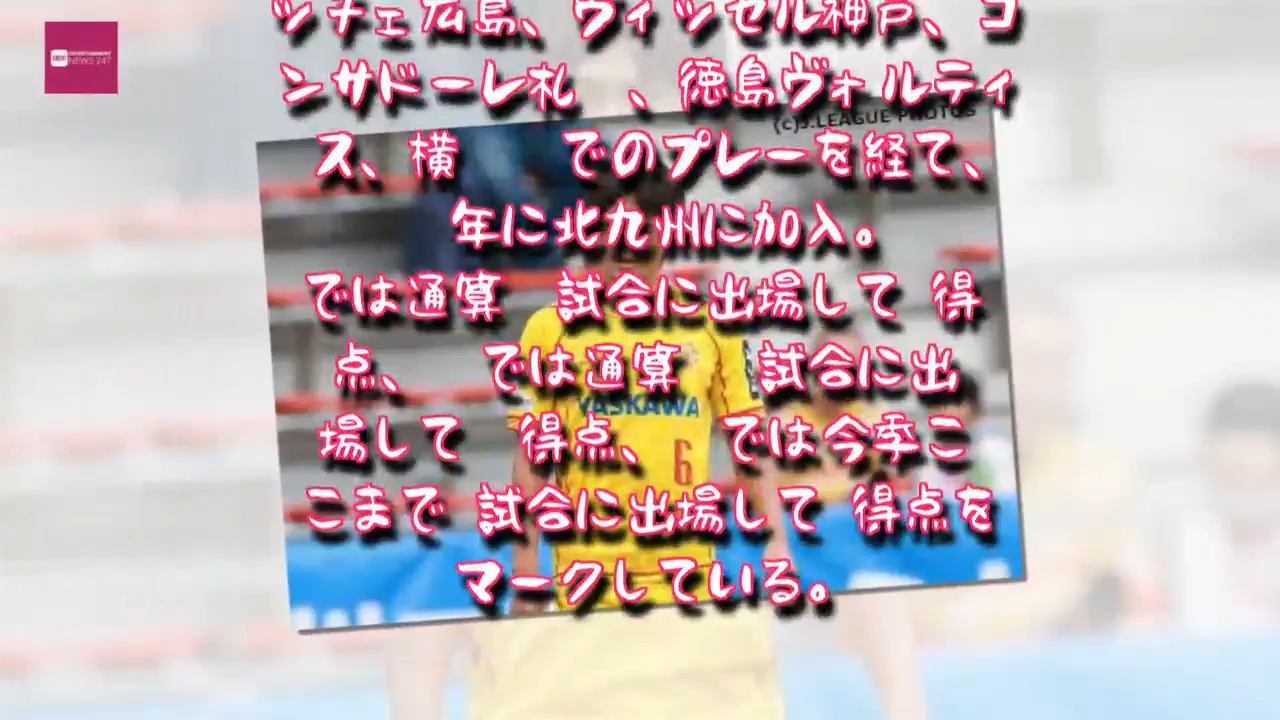 ENTERTAINMENT
NEWS 247
ッチェ広島、ヴィッセル神戸、コ
ンサドーレ札　、徳島ヴォルティ
(c)J.LEAGUE PHOTOS
ス、横　　でのプレーを経て、
年に北九州に加入。
では通算　試合に出場して 得
点、　　では通算　　試合に出
YASKAWA
場して　得点、　　では今季こ
6
こまで 試合に出場して 得点を
マークしている。